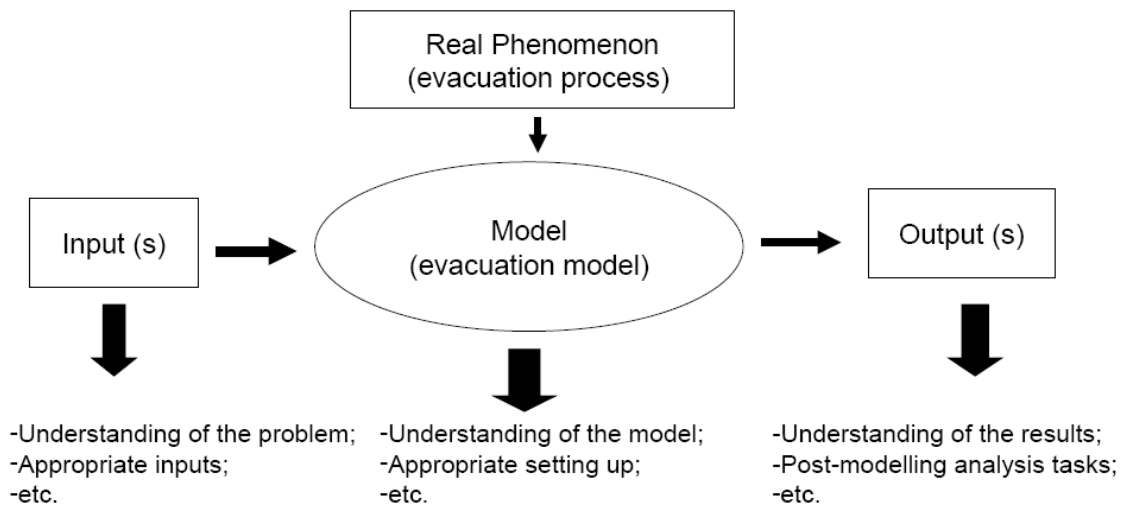 Real Phenomenon
(evacuation process)
Input (s)
Model
(evacuation model)
Output (s)
-Understanding of the problem;
-Appropriate inputs;
-etc.
-Understanding of the model;
-Appropriate setting up;
-etc.
-Understanding of the results;
-Post-modelling analysis tasks;
-etc.